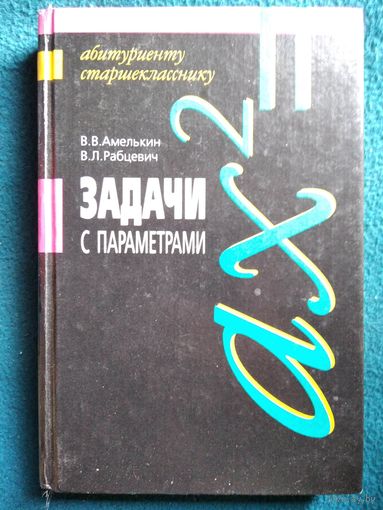 абитуриенту
старшекласснику
В.В.Амелькин
В.Л.Рабцевич
ЗАДАЧИ
С ПАРАМЕТРАМИ
ax²